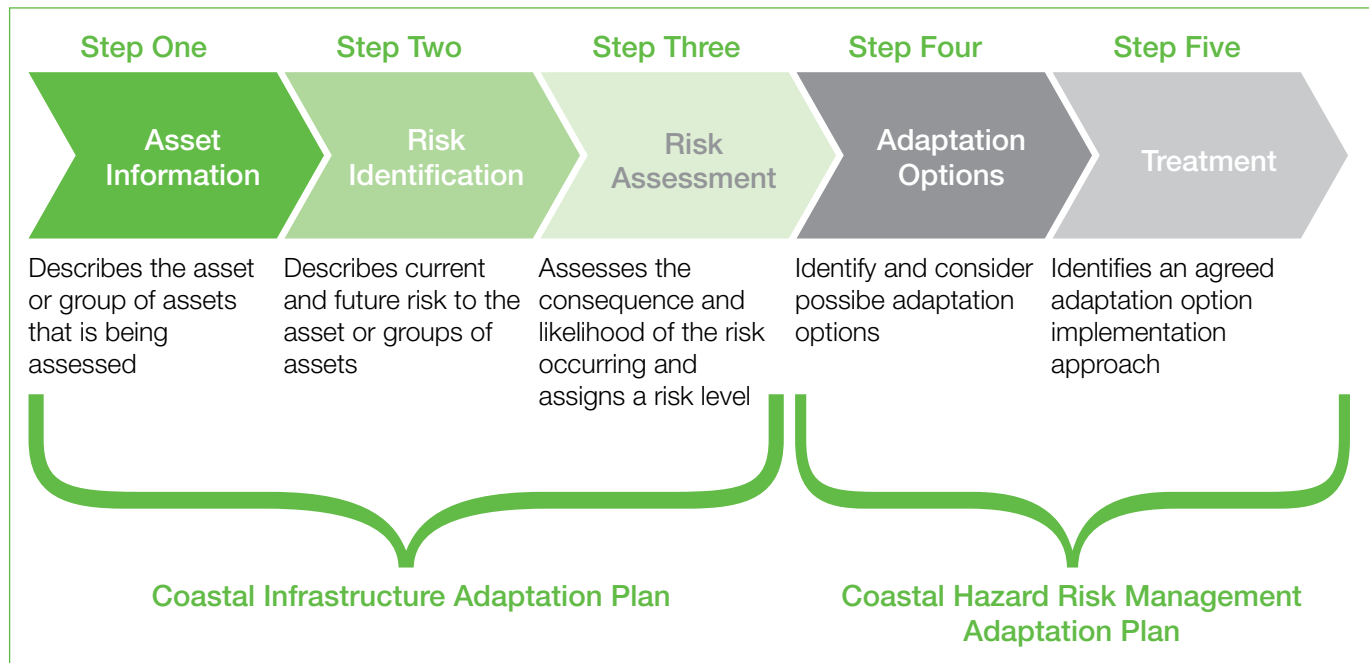 Step One
Step Two
Step Three
Step Four
Step Five
Asset
Information
Risk
Identification
Risk
Assessment
Adaptation
Options
Treatment
Describes the asset
or group of assets
that is being
assessed
Describes current
and future risk to the
asset or groups of
assets
Assesses the
consequence and
likelihood of the risk
occurring and
assigns a risk level
Identify and consider
possibe adaptation
options
Identifies an agreed
adaptation option
implementation
approach
Coastal Infrastructure Adaptation Plan
Coastal Hazard Risk Management
Adaptation Plan